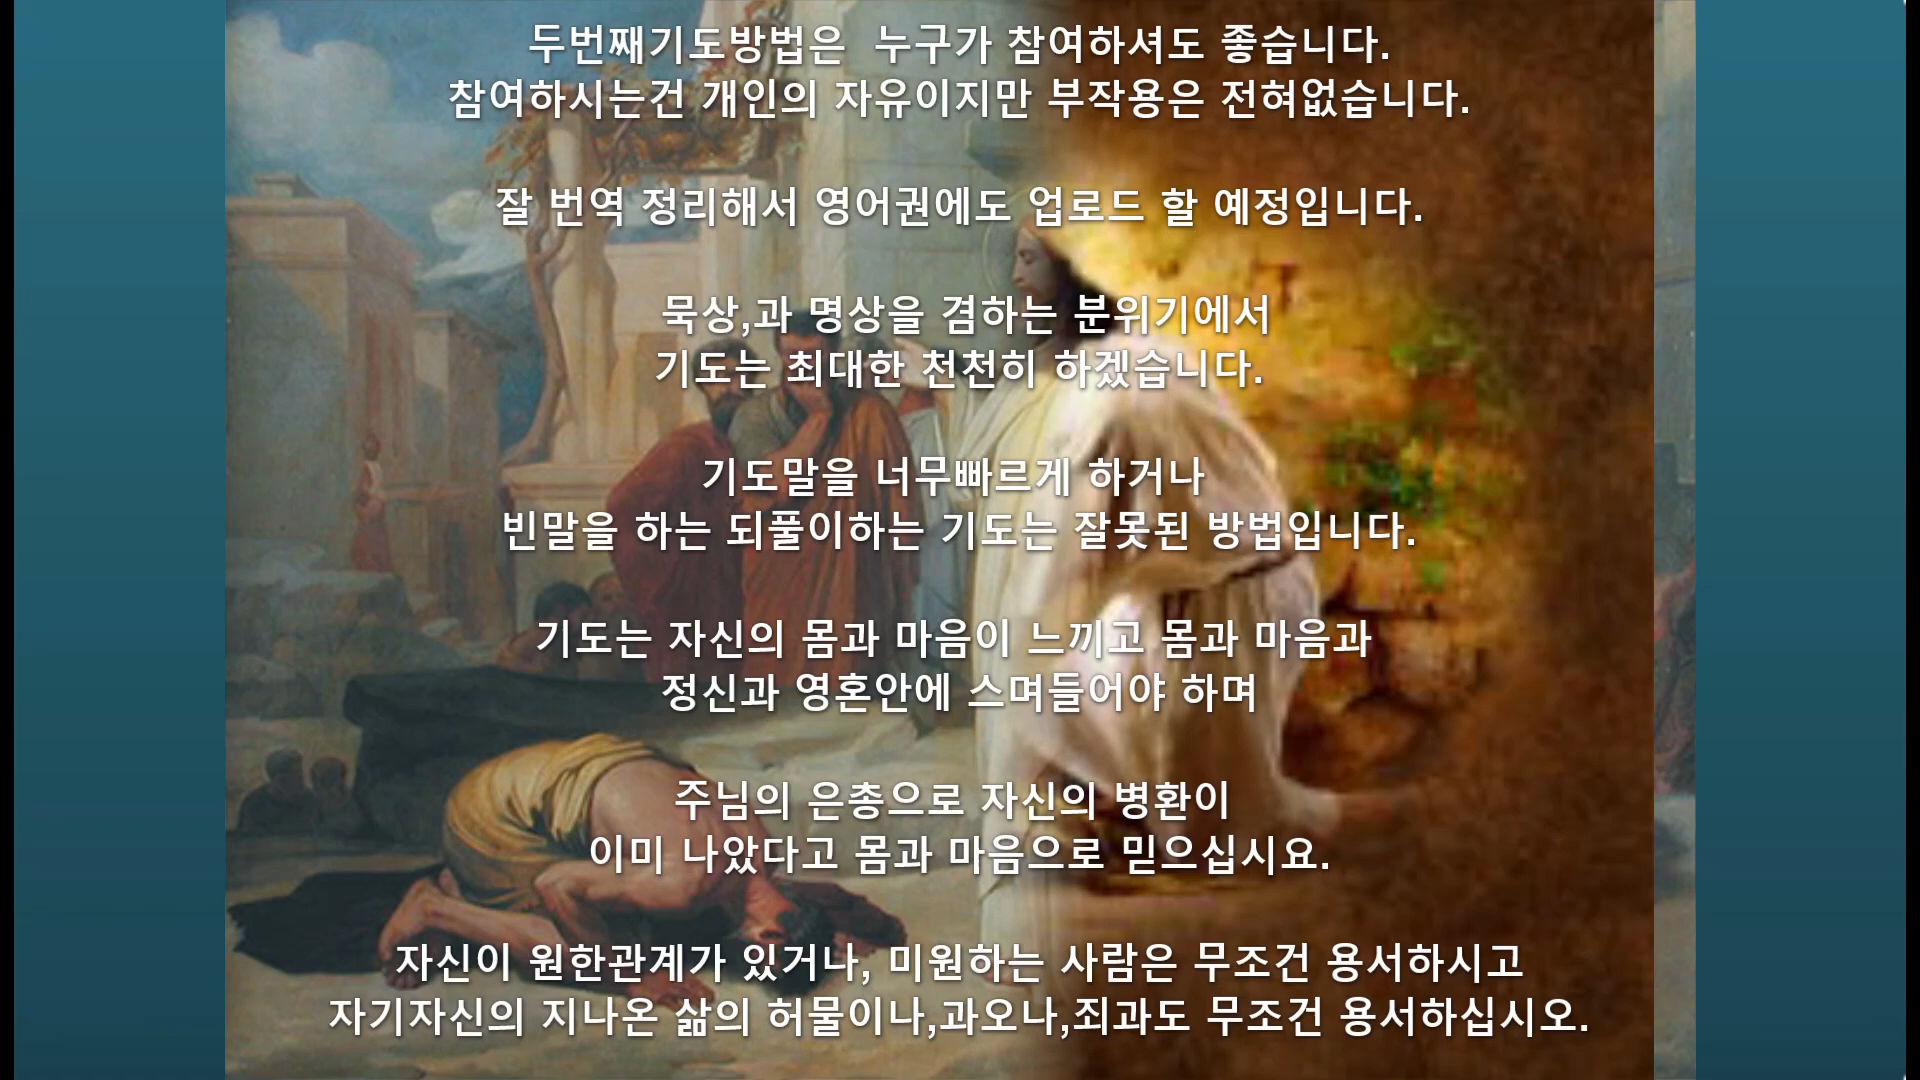 두번째기도방법은 누구가 참여하셔도 좋습니다.
참여하시는건 개인의 자유이지만 부작용은 전혀없습니다.
잘 번역 정리해서 영어권에도 업로드 할 예정입니다.
묵상,과 명상을 겸하는 분위기에서
기도는 최대한 천천히 하겠습니다.
기도말을 너무빠르게 하거나
빈말을 하는 되풀이하는 기도는 잘못된 방법입니다.
기도는 자신의 몸과 마음이 느끼고 몸과 마음과
정신과 영혼안에 스며들어야 하며
주님의 은총으로 자신의 병환이
이미 나았다고 몸과 마음으로 믿으십시요.
자신이 원한관계가 있거나, 미원하는 사람은 무조건 용서하시고
자기자신의 지나온 삶의 허물이나,과오나,죄과도 무조건 용서하십시오.